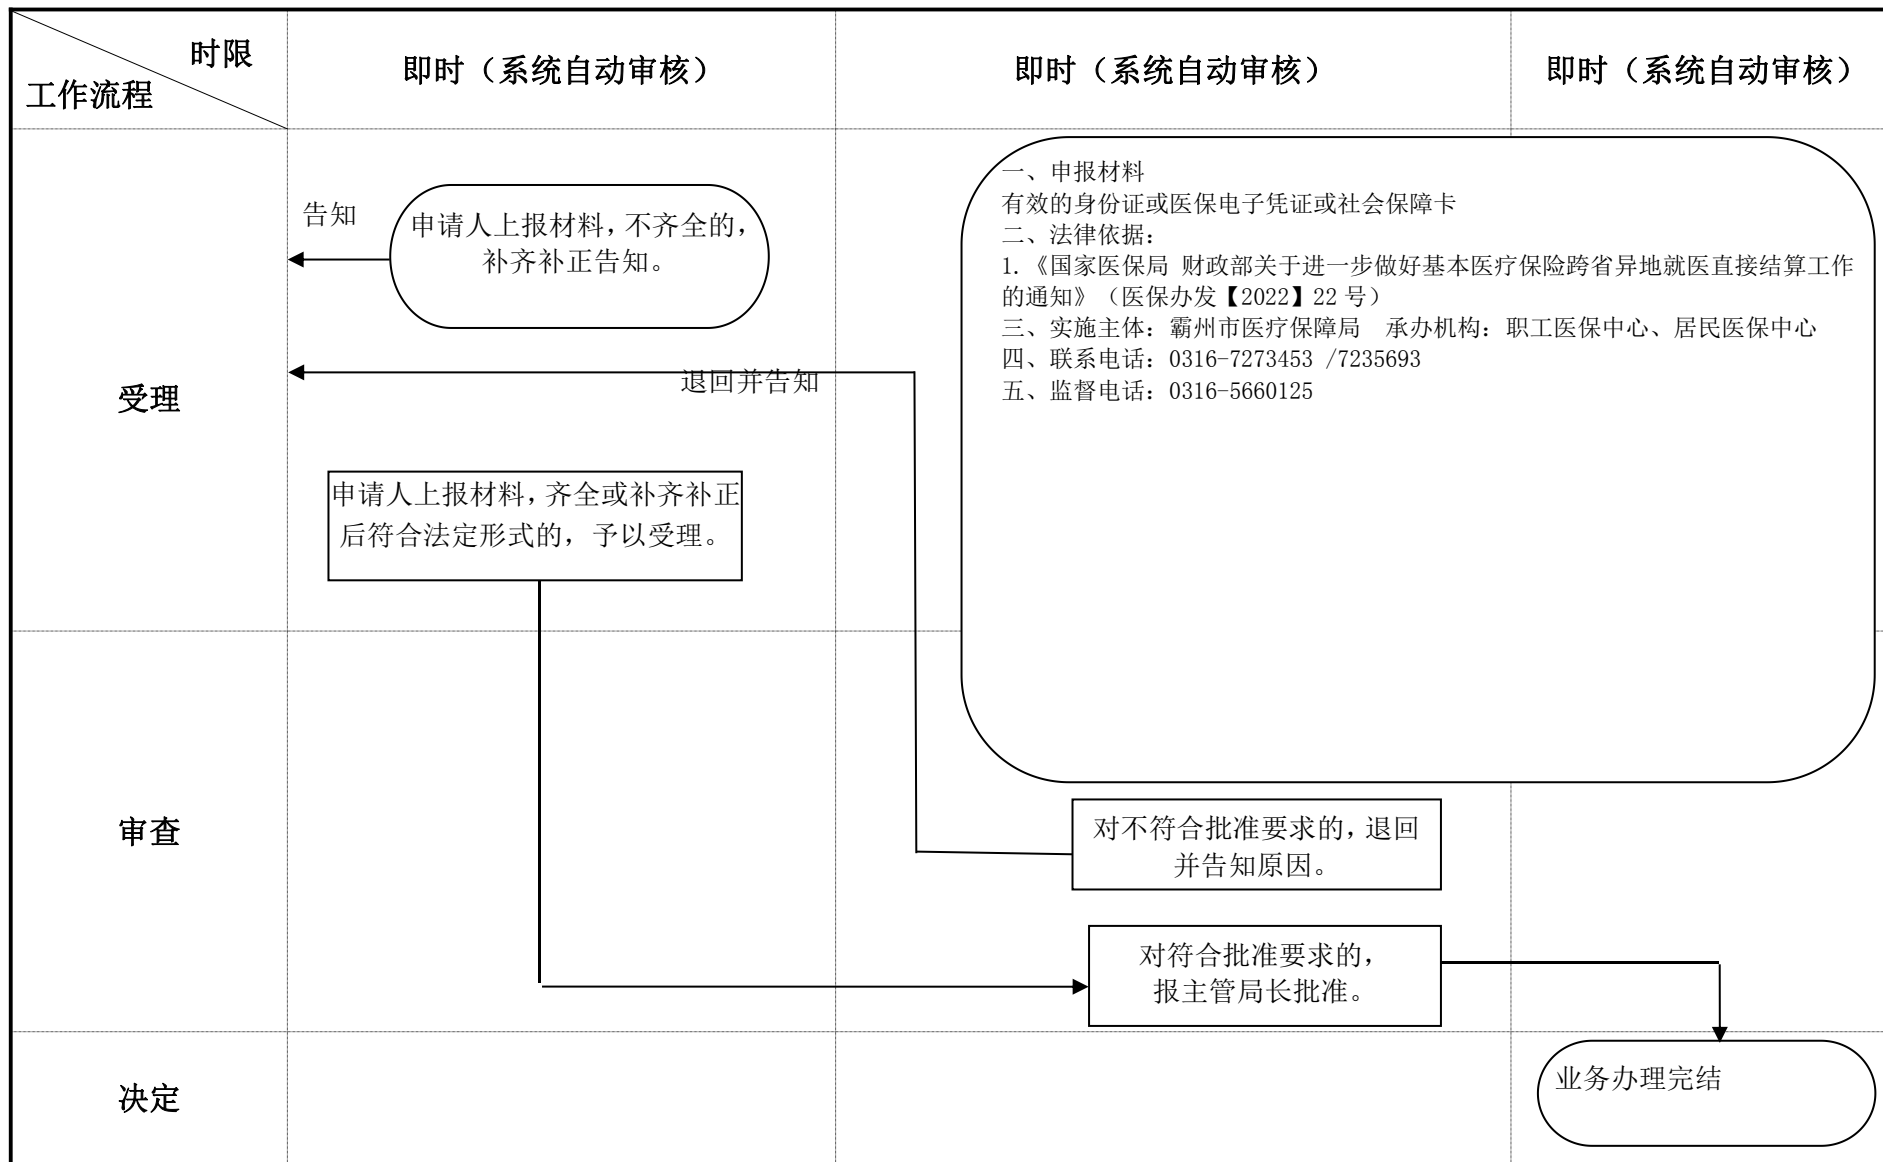 时限
工作流程
即时（系统自动审核）
即时（系统自动审核）
即时（系统自动审核）
受理
告知
申请人上报材料，不齐全的，
补齐补正告知。
退回并告知
申请人上报材料，齐全或补齐补正
后符合法定形式的，予以受理。
一、申报材料
有效的身份证或医保电子凭证或社会保障卡
二、法律依据：
1.《国家医保局 财政部关于进一步做好基本医疗保险跨省异地就医直接结算工作
的通知》（医保办发【2022】22号）
三、实施主体：霸州市医疗保障局 承办机构：职工医保中心、居民医保中心
四、联系电话：0316-7273453 /7235693
五、监督电话：0316-5660125
审查
对不符合批准要求的，退回
并告知原因。
对符合批准要求的，
报主管局长批准。
决定
业务办理完结